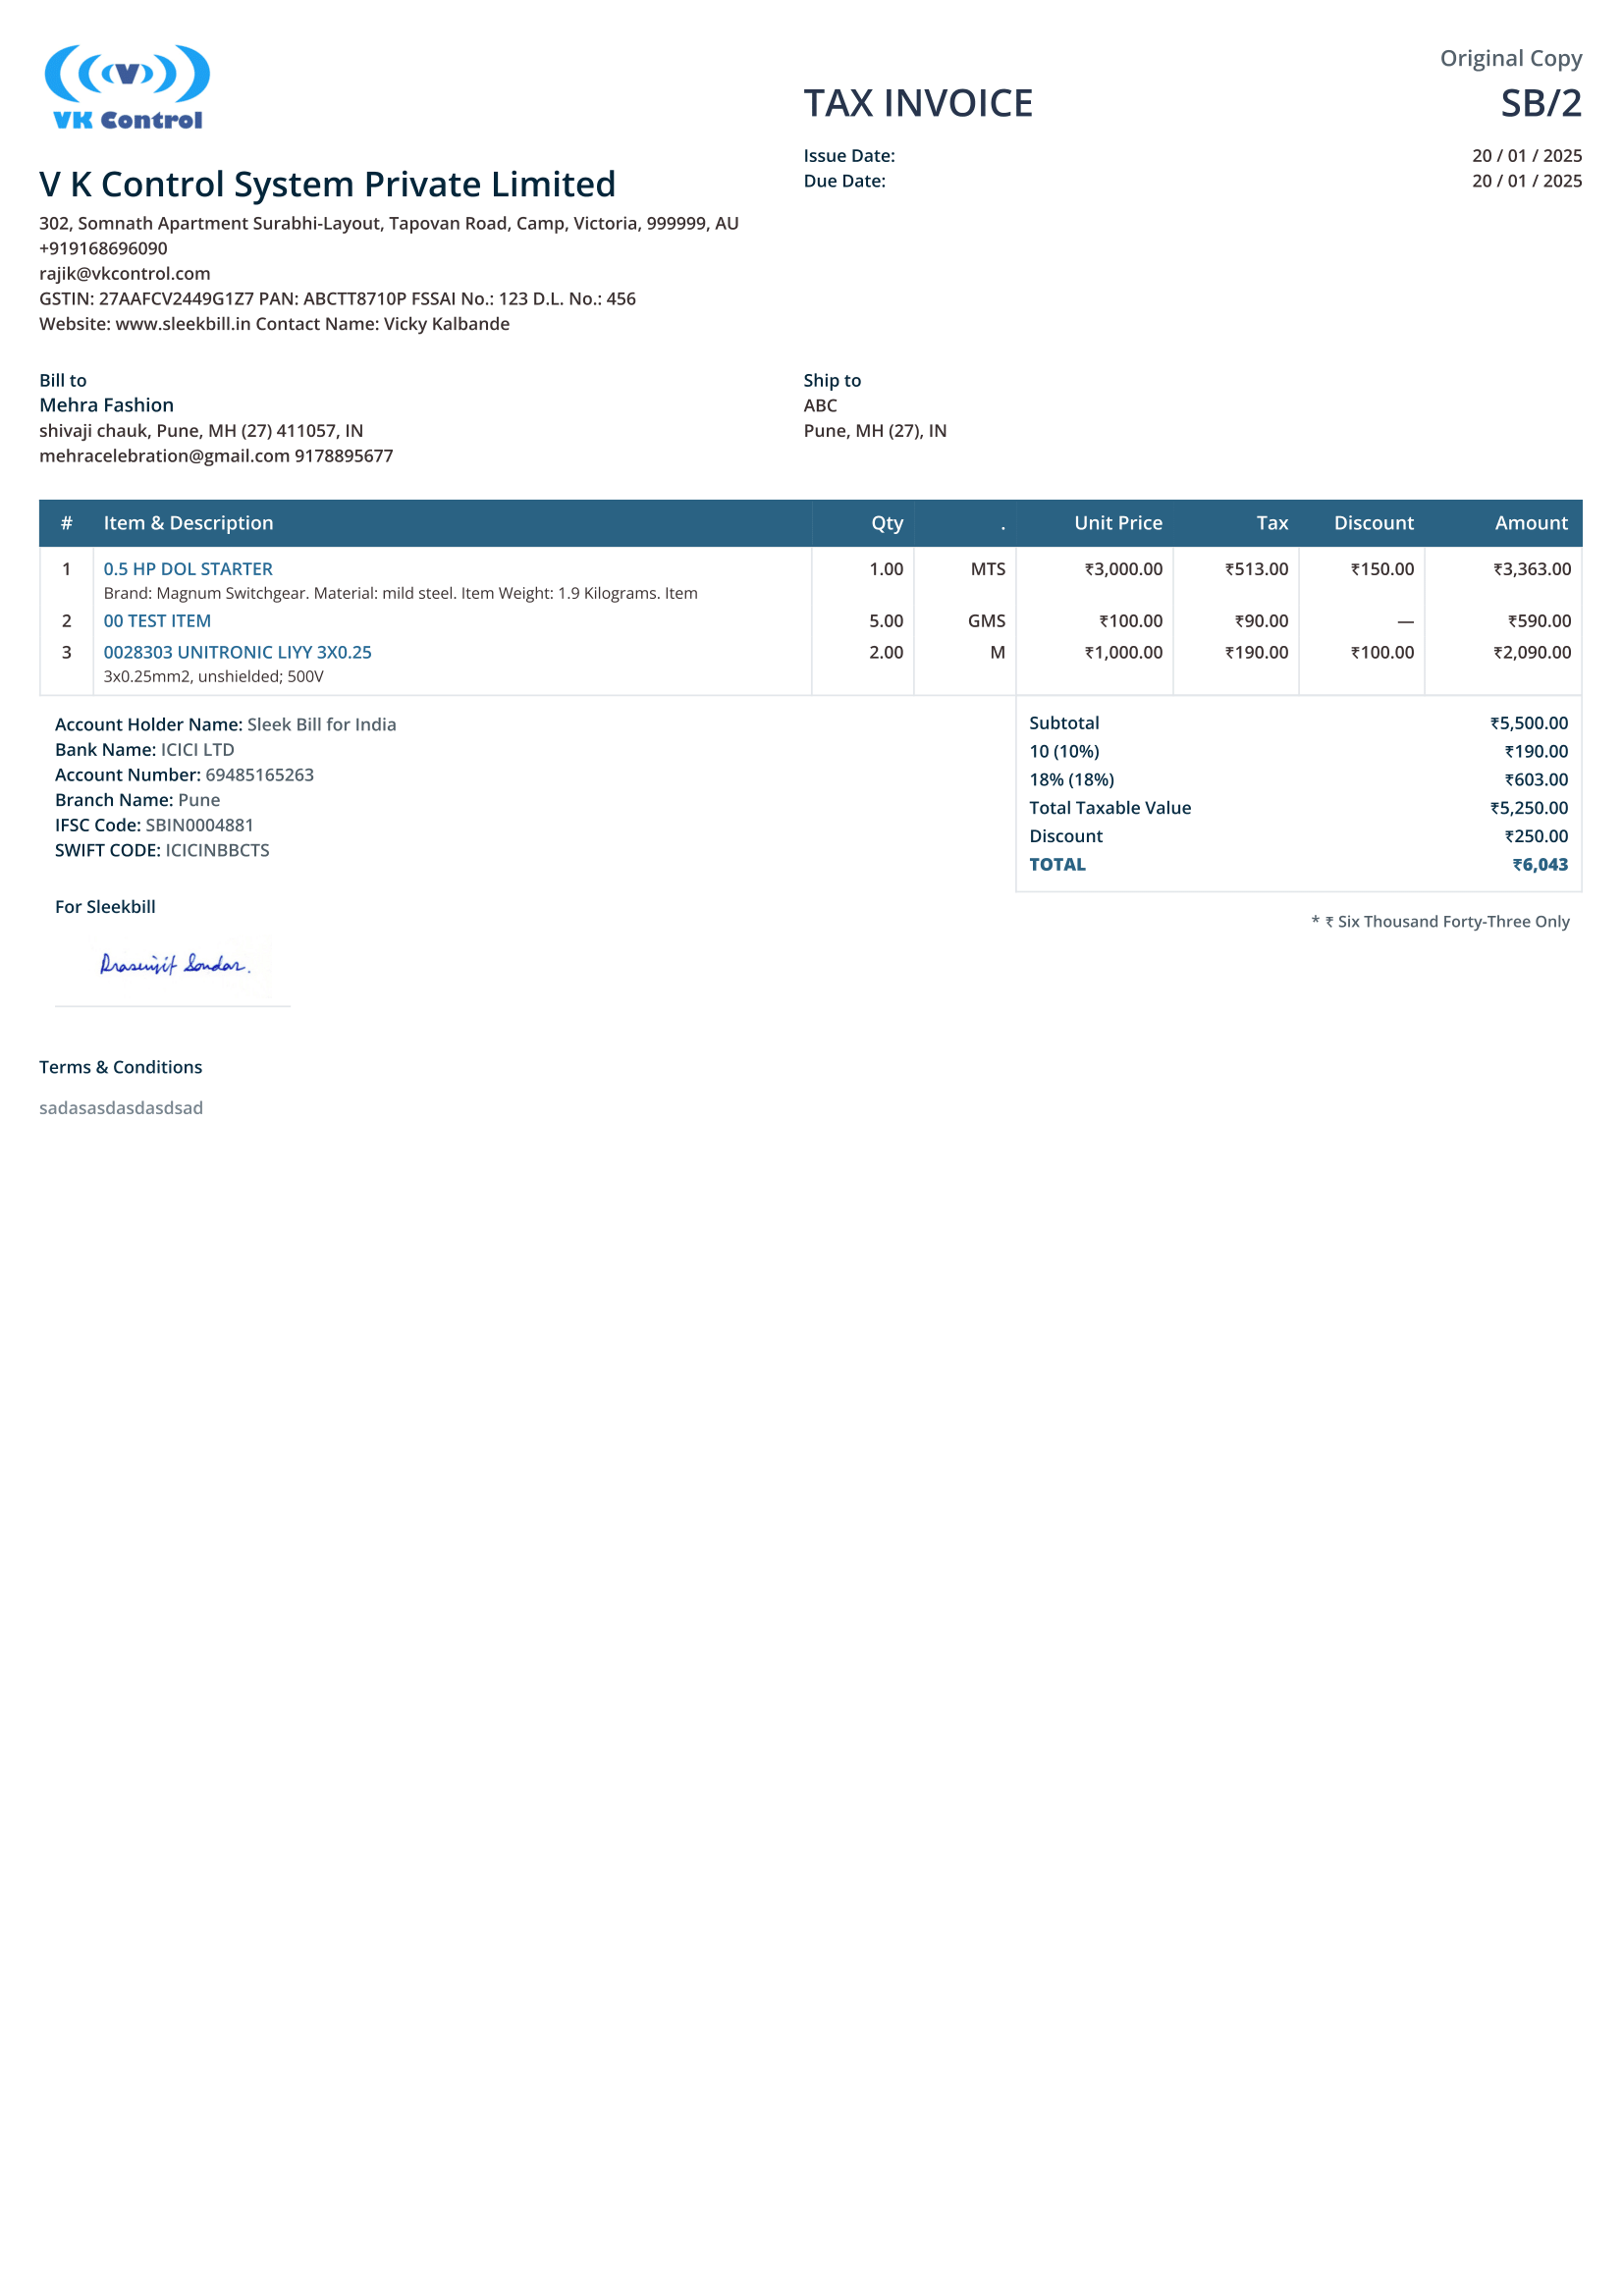 V
VK Control
Original Copy
TAX INVOICE SB/2
Issue Date: 20 / 01 / 2025
Due Date: 20 / 01 / 2025
V K Control System Private Limited
302, Somnath Apartment Surabhi-Layout, Tapovan Road, Camp, Victoria, 999999, AU
+919168696090
rajik@vkcontrol.com
GSTIN: 27AAFCV2449G1Z7 PAN: ABCTT8710P FSSAI No.: 123 D.L. No.: 456
Website: www.sleekbill.in Contact Name: Vicky Kalbande
Bill to
Mehra Fashion
shivaji chauk, Pune, MH (27) 411057, IN
mehracelebration@gmail.com 9178895677
Ship to
ABC
Pune, MH (27), IN
# Item & Description Qty . Unit Price Tax Discount Amount
1 0.5 HP DOL STARTER 1.00 MTS ₹3,000.00 ₹513.00 ₹150.00 ₹3,363.00
Brand: Magnum Switchgear. Material: mild steel. Item Weight: 1.9 Kilograms. Item
2 00 TEST ITEM 5.00 GMS ₹100.00 ₹90.00 — ₹590.00
3 0028303 UNITRONIC LIYY 3X0.25 2.00 M ₹1,000.00 ₹190.00 ₹100.00 ₹2,090.00
3x0.25mm2, unshielded; 500V
Account Holder Name: Sleek Bill for India
Bank Name: ICICI LTD
Account Number: 69485165263
Branch Name: Pune
IFSC Code: SBIN0004881
SWIFT CODE: ICICINBBCTS
Subtotal ₹5,500.00
10 (10%) ₹190.00
18% (18%) ₹603.00
Total Taxable Value ₹5,250.00
Discount ₹250.00
TOTAL ₹6,043
* ₹ Six Thousand Forty-Three Only
For Sleekbill
Terms & Conditions
sadasasdasdasdsad